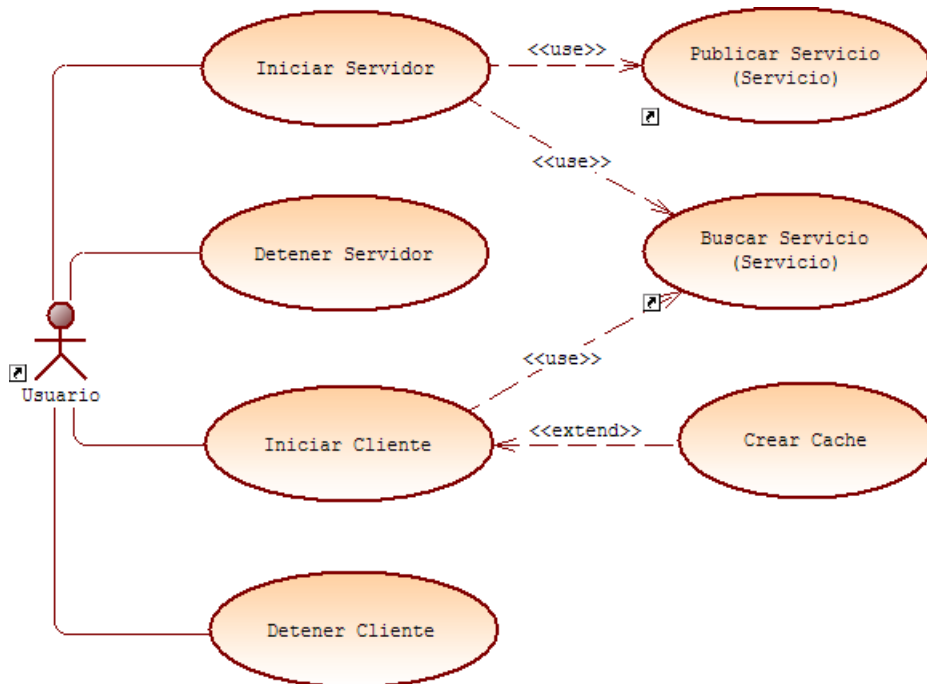 Iniciar Servidor
<<use>>
Publicar Servicio
(Servicio)
<<use>>
Detener Servidor
Buscar Servicio
(Servicio)
Usuario
<<use>>
Iniciar Cliente
<<extend>>
Crear Cache
Detener Cliente